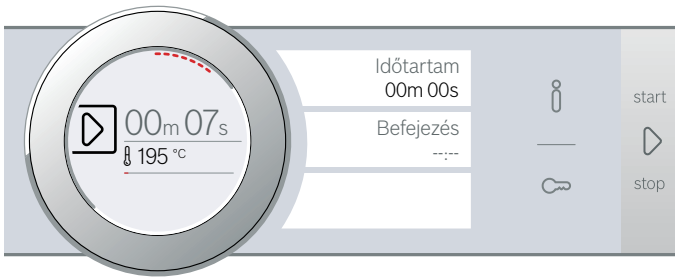 00m 07s
195 °C
Időtartam
00m 00s
Befejezés
--:--
start
stop